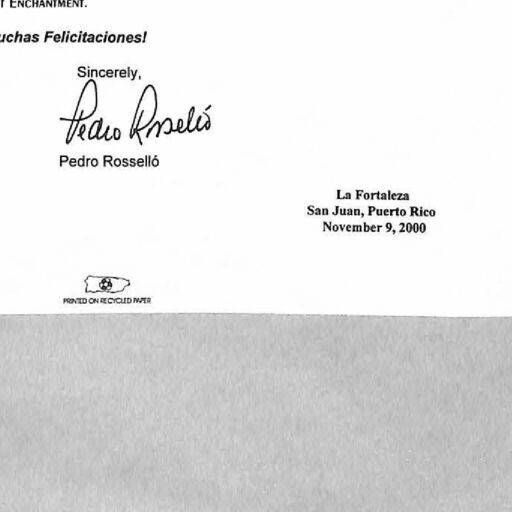 ENCHANTMENT.
uchas Felicitaciones!
Sincerely,
Pedro Rosselló
Pedro Rosselló
La Fortaleza
San Juan, Puerto Rico
November 9, 2000
PRINTED ON RECYCLED PAPER